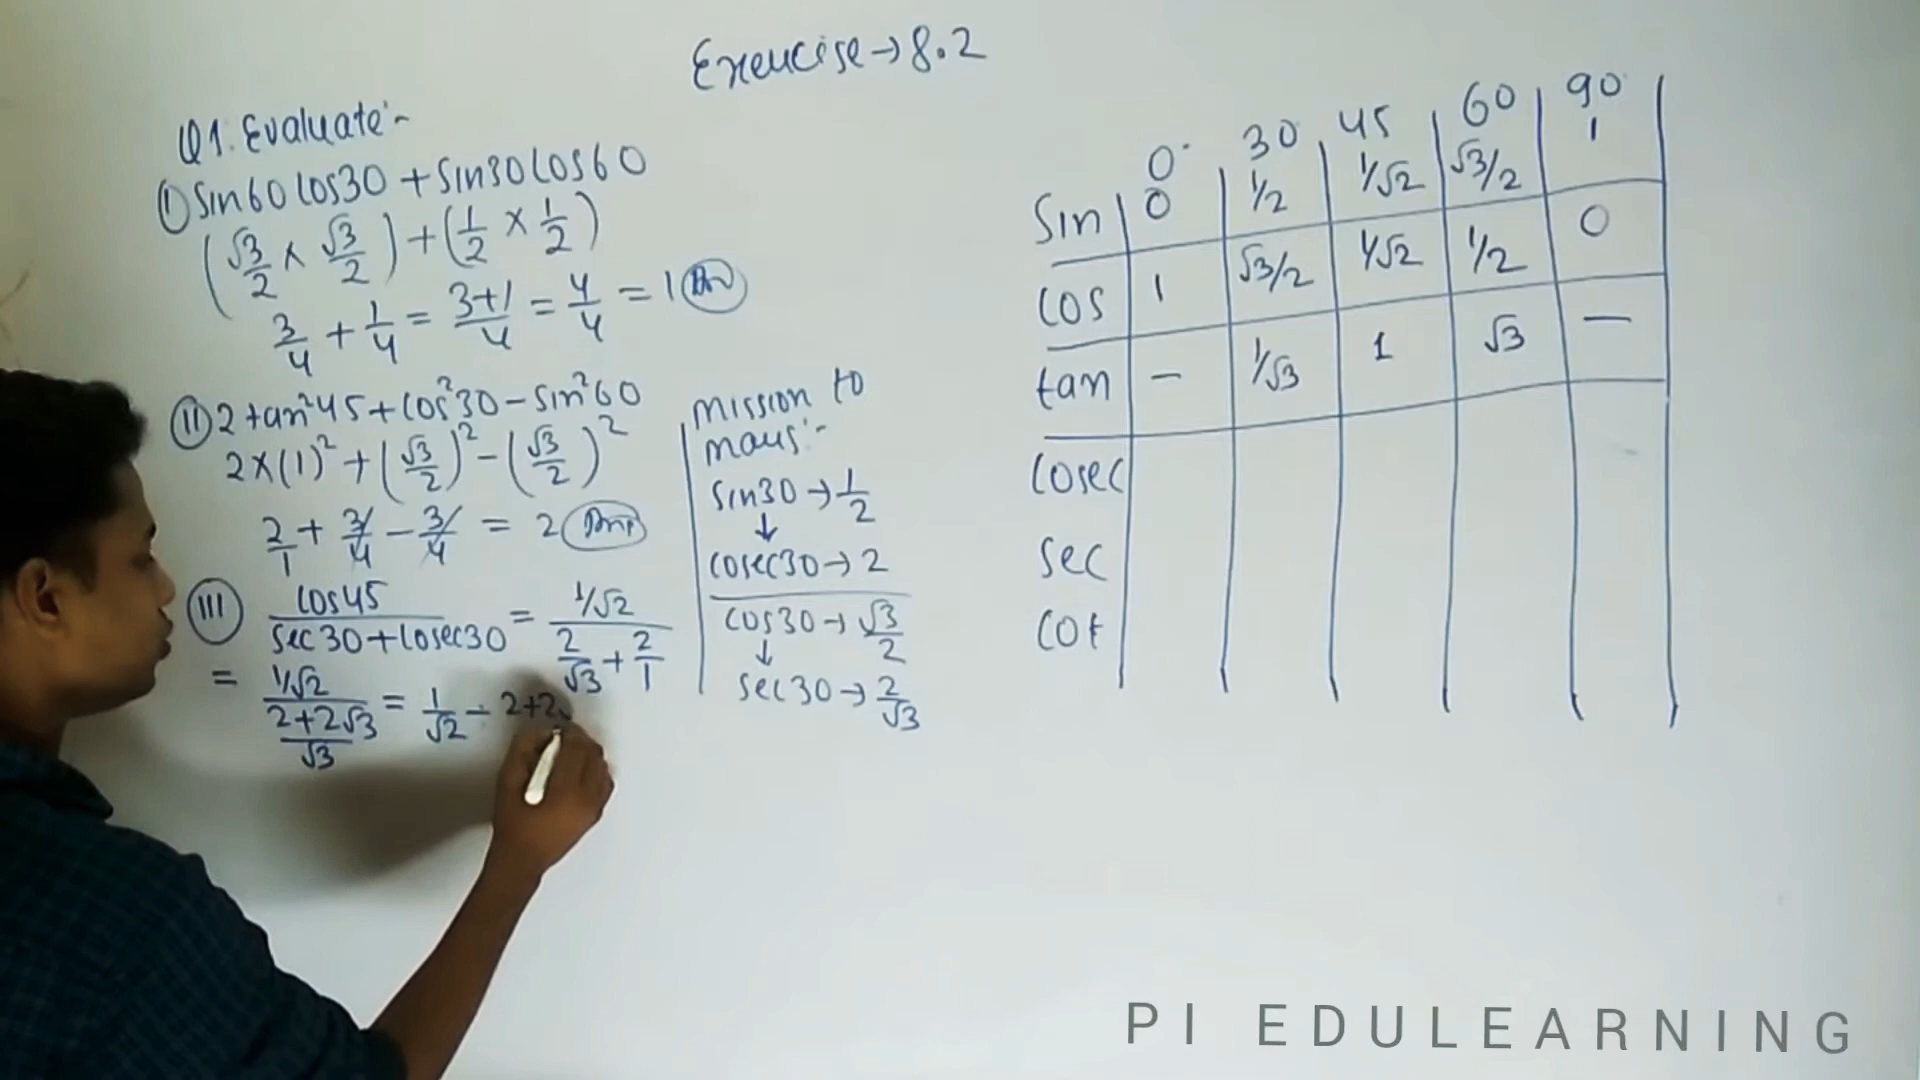 Exercise→8.2
Q1. Evaluate:-
(I) Sin60 Cos30 + Sin30 Cos60
(√3/2 × √3/2) + (1/2 × 1/2)
3/4 + 1/4 = 3+1/4 = 4/4 = 1 Ans
(II) 2tan²45 + Cos²30 - Sin²60
2×(1)² + (√3/2)² - (√3/2)²
2/1 + 3/4 - 3/4 = 2 Ans
(III) Cos45/Sec30+Cosec30 = 1/√2 / 2/√3 + 2/1
= 1/√2 / 2+2√3/√3 = 1/√2 ÷ 2+2
mission to
mars:-
Sin30→1/2
↓
Cosec30→2
Cos30→√3/2
↓
Sec30→2/√3
0° 30 45 60 90
Sin 0 1/2 1/√2 √3/2 1
Cos 1 √3/2 1/√2 1/2 0
tan - 1/√3 1 √3 —
Cosec
Sec
Cot
PI EDULEARNING